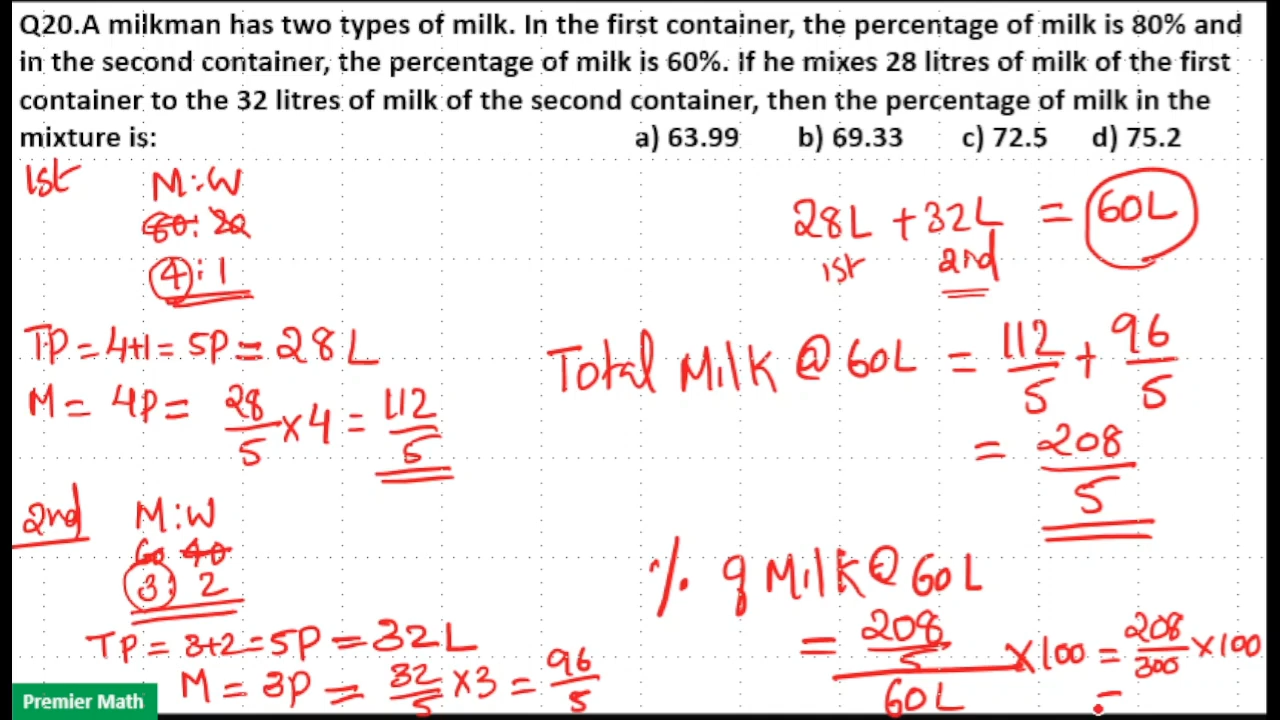 Q20.A milkman has two types of milk. In the first container, the percentage of milk is 80% and
in the second container, the percentage of milk is 60%. If he mixes 28 litres of milk of the first
container to the 32 litres of milk of the second container, then the percentage of milk in the
mixture is: a) 63.99 b) 69.33 c) 72.5 d) 75.2
1st M:W
80:20
4:1
TP = 4+1 = 5P = 28L
M = 4P = 28/5 × 4 = 112/5
2nd M:W
60 40
3:2
TP = 3+2 = 5P = 32L
M = 3P = 32/5 × 3 = 96/5
28L + 32L = 60L
1st 2nd
Total Milk @ 60L = 112/5 + 96/5
= 208/5
% of Milk @ 60L
= 208/5 / 60L × 100 = 208/300 × 100
=
Premier Math